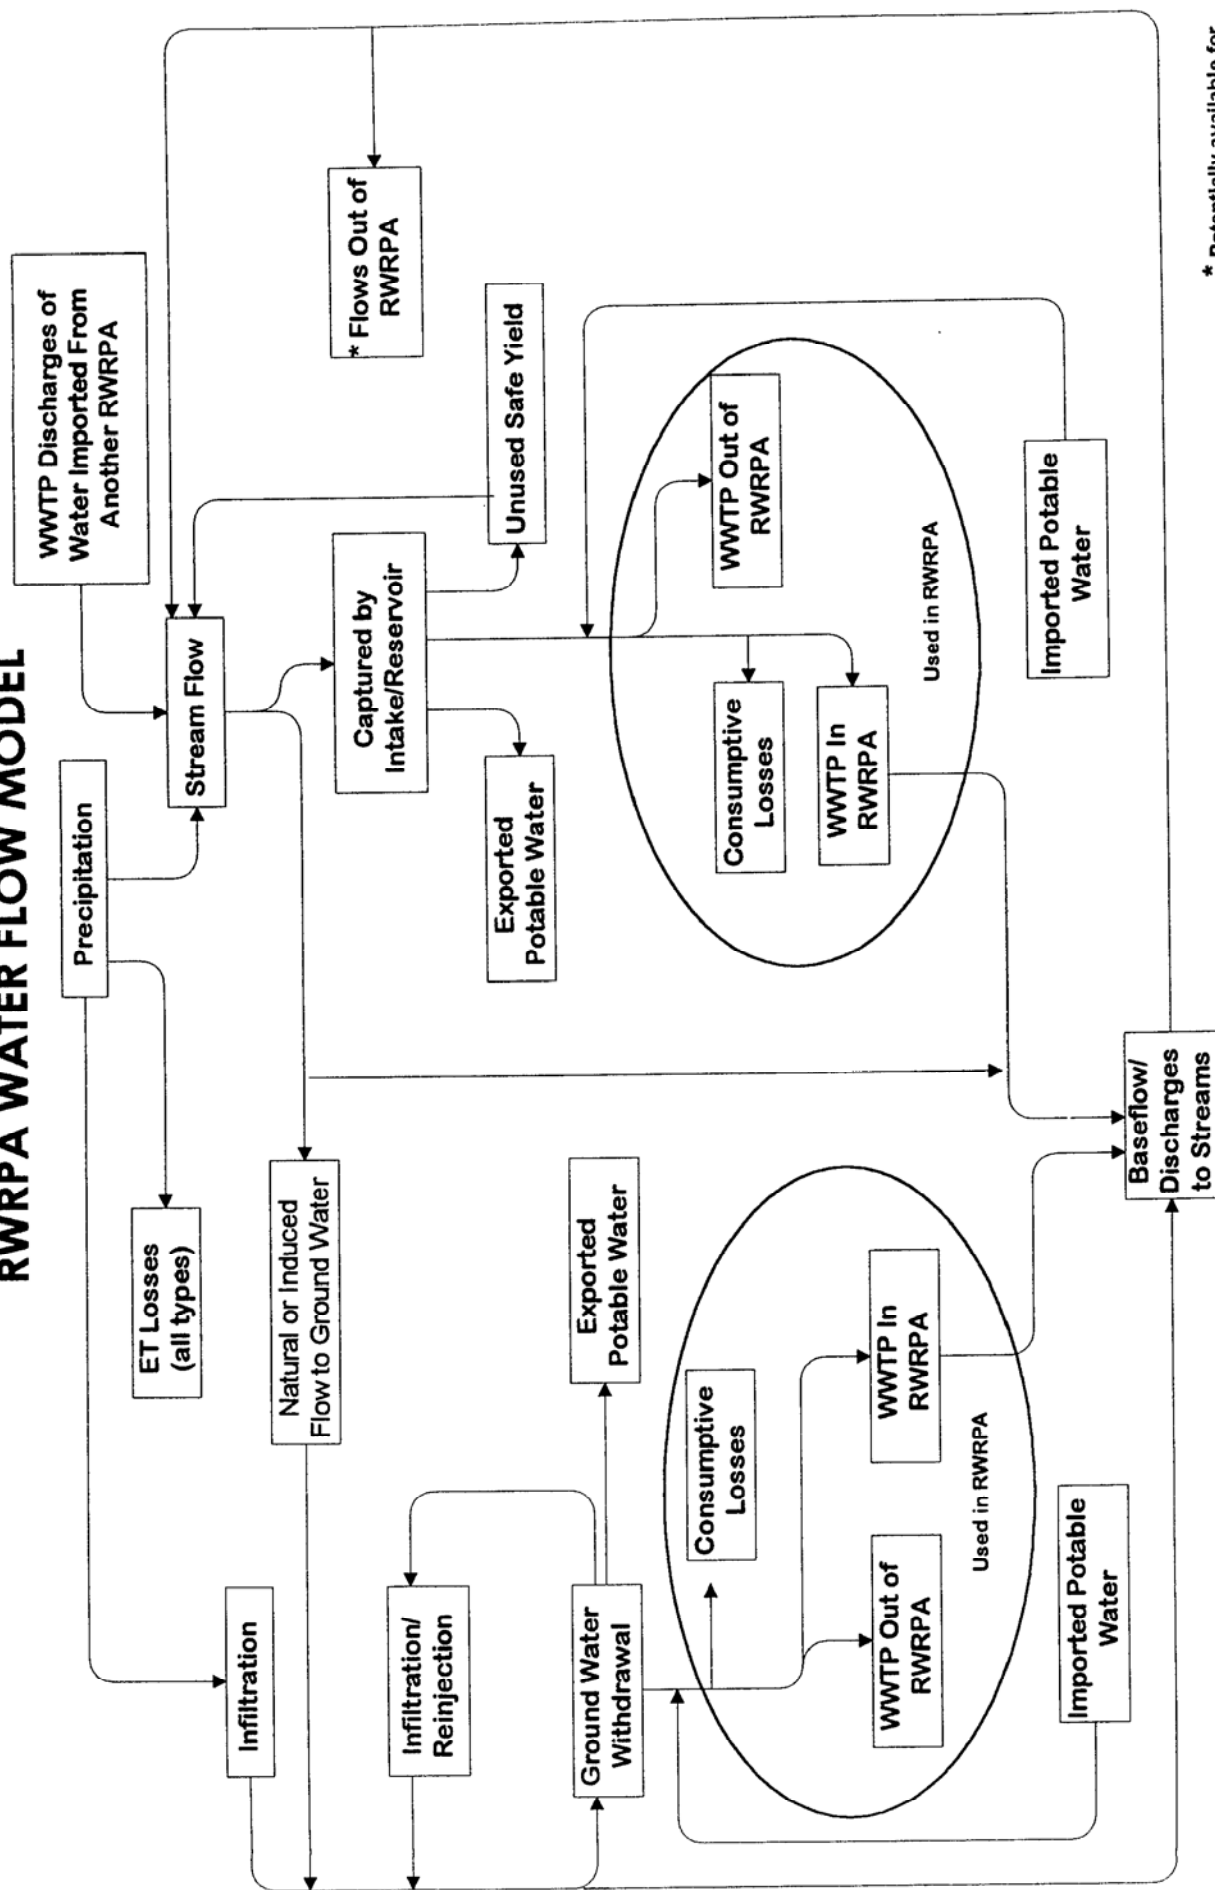 RWRPA WATER FLOW MODEL
WWTP Discharges of
Water Imported From
Another RWRPA
Precipitation
Stream Flow
ET Losses
(all types)
Infiltration
Natural or Induced
Flow to Ground Water
Captured by
Intake/Reservoir
* Flows Out of
RWRPA
Infiltration/
Reinjection
Exported
Potable Water
Unused Safe Yield
Ground Water
Withdrawal
Exported
Potable Water
Consumptive
Losses
WWTP Out of
RWRPA
Consumptive
Losses
WWTP In
RWRPA
Used in RWRPA
WWTP Out of
RWRPA
WWTP In
RWRPA
Used in RWRPA
Imported Potable
Water
Imported Potable
Water
Baseflow/
Discharges
to Streams
* Potentially available for